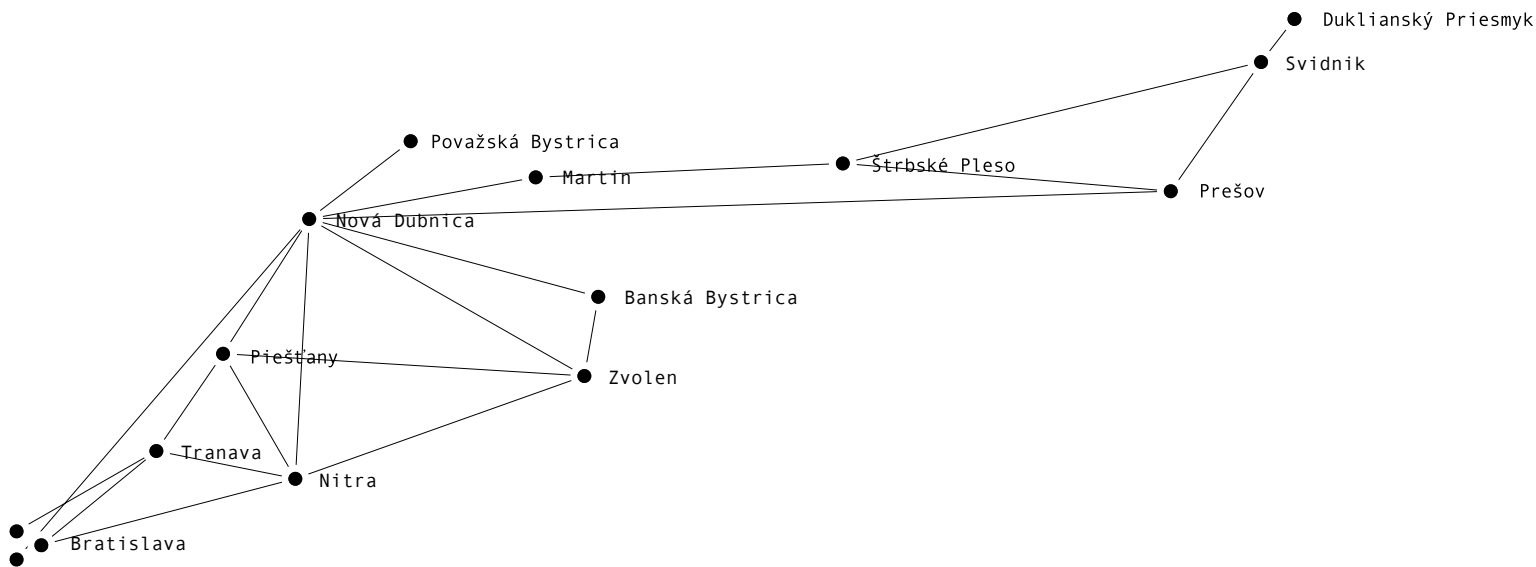 Duklianský Priesmyk
Svidnik
Považská Bystrica
Štrbské Pleso
Martin
Prešov
Nová Dubnica
Banská Bystrica
Piešťany
Zvolen
Tranava
Nitra
Bratislava